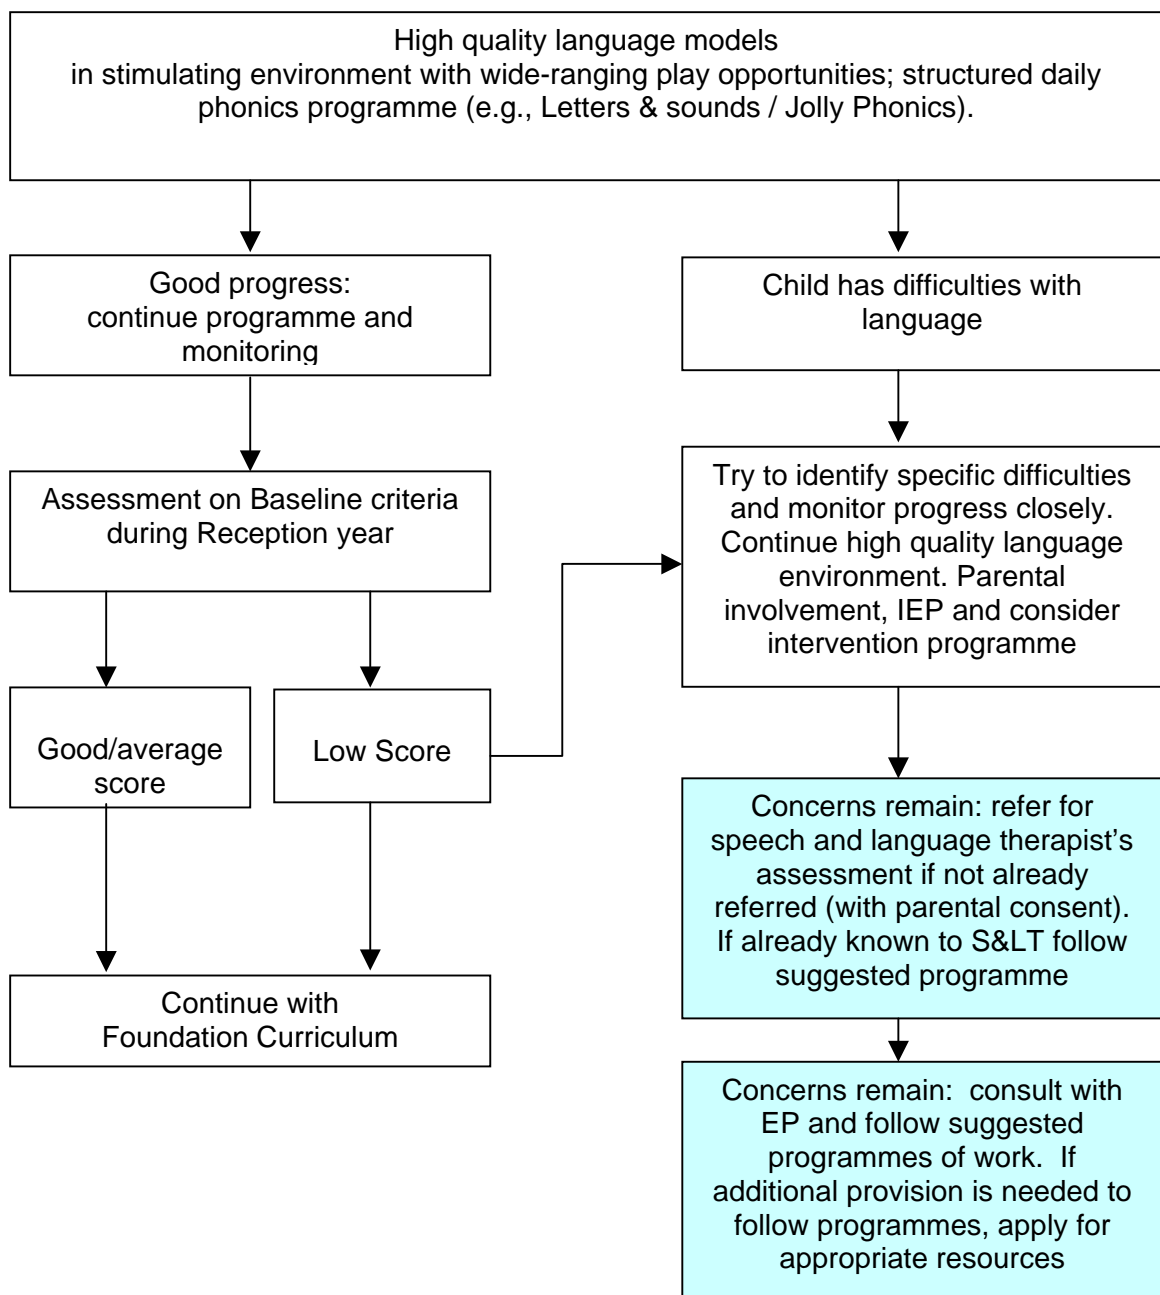 High quality language models
in stimulating environment with wide-ranging play opportunities; structured daily
phonics programme (e.g., Letters & sounds / Jolly Phonics).
Good progress:
continue programme and
monitoring
Child has difficulties with
language
Assessment on Baseline criteria
during Reception year
Try to identify specific difficulties
and monitor progress closely.
Continue high quality language
environment. Parental
involvement, IEP and consider
intervention programme
Good/average
score
Low Score
Concerns remain: refer for
speech and language therapist’s
assessment if not already
referred (with parental consent).
If already known to S&LT follow
suggested programme
Continue with
Foundation Curriculum
Concerns remain:  consult with
EP and follow suggested
programmes of work.  If
additional provision is needed to
follow programmes, apply for
appropriate resources